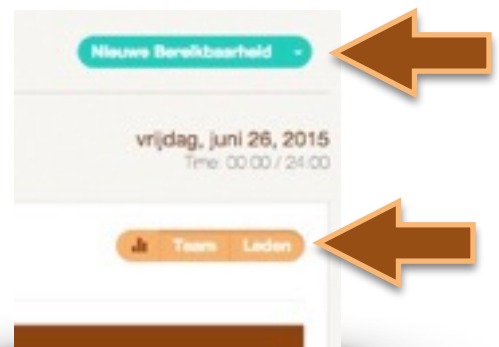 Nieuwe Bereikbaarheid
vrijdag, juni 26, 2015
Time: 00:00 / 24:00
Team Leden